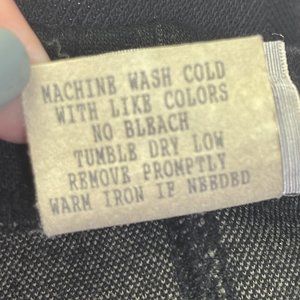 MACHINE WASH COLD
WITH LIKE COLORS
NO BLEACH
TUMBLE DRY LOW
REMOVE PROMPTLY
WARM IRON IF NEEDED